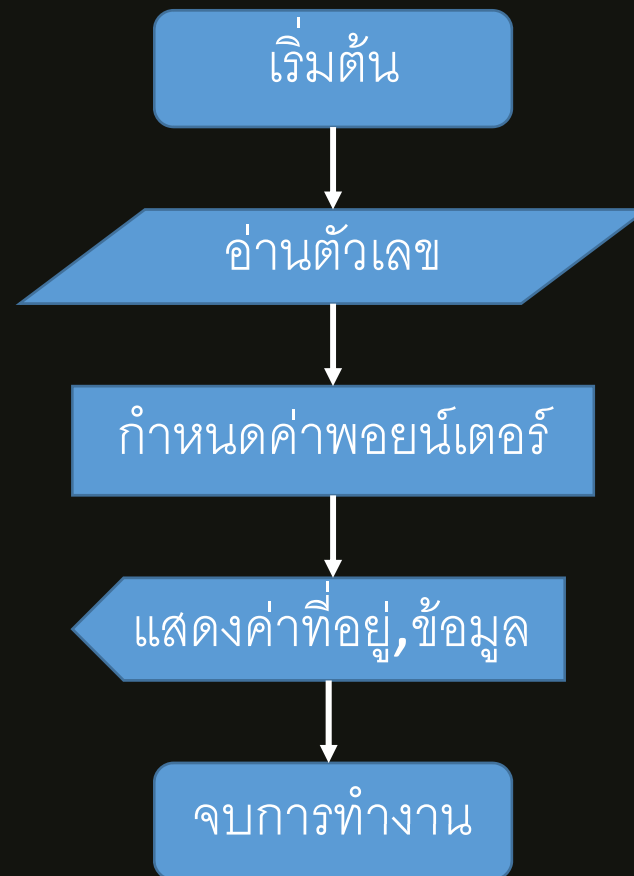 เริ่มต้น
อ่านตัวเลข
กำหนดค่าพอยน์เตอร์
แสดงค่าที่อยู่,ข้อมูล
จบการทำงาน